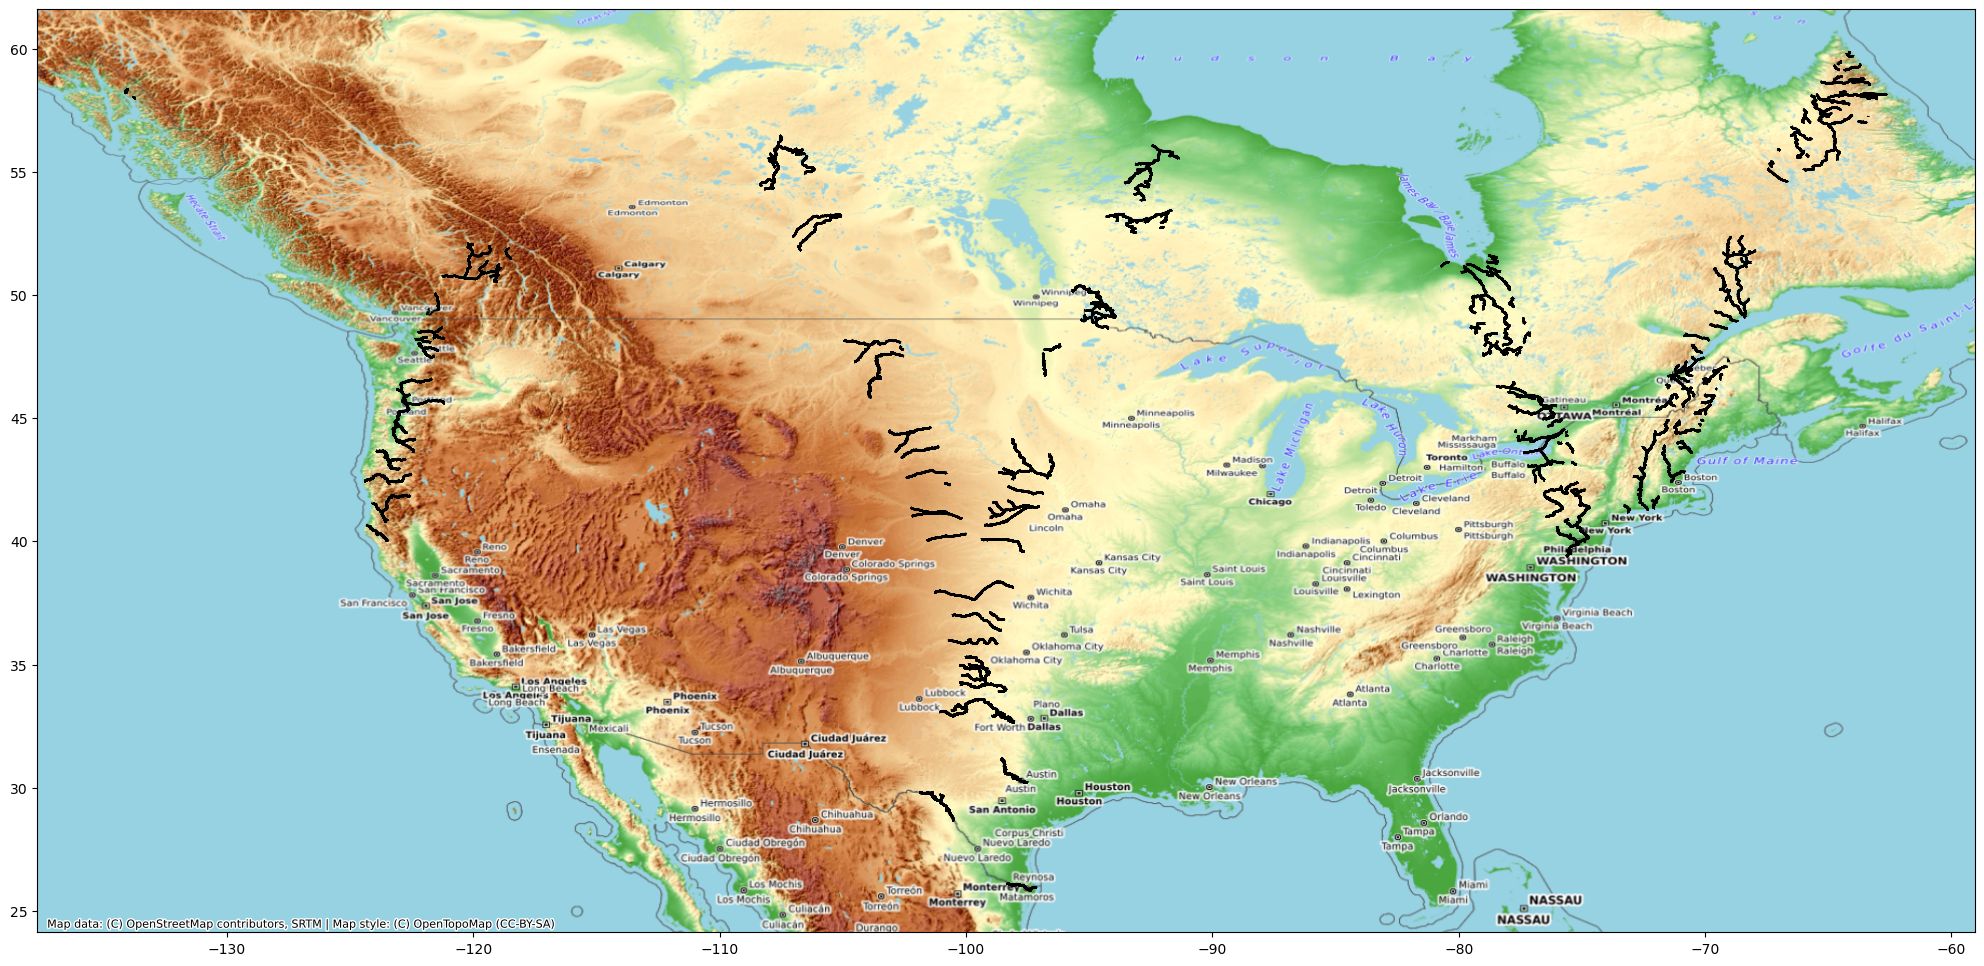 60
55
50
45
40
35
30
25
−130
−120
−110
−100
−90
−80
−70
−60
H u d s o n B a y
Hecate Strait
James Bay / Baie James
Golfe du Saint-L
Edmonton
Edmonton
Calgary
Calgary
Winnipeg
Winnipeg
Vancouver
Vancouver
Seattle
Portland
Portland
Lake Superior
Lake Michigan
Lake Huron
Lake Ont
Lake Erie
Gulf of Maine
Minneapolis
Minneapolis
Madison
Milwaukee
Chicago
Gatineau
OTTAWA
Montréa
Montréal
Halifax
Halifax
Markham
Mississauga
Toronto
Hamilton
Buffalo
Buffalo
Detroit
Detroit
Toledo
Cleveland
Cleveland
Boston
Boston
New York
New York
Pittsburgh
Pittsburgh
Philadelphia
WASHINGTON
WASHINGTON
Omaha
Omaha
Lincoln
Reno
Reno
Sacramento
Sacramento
San Francisco
San Francisco
San Jose
San Jose
Fresno
Fresno
Denver
Denver
Colorado Springs
Colorado Springs
Kansas City
Kansas City
Saint Louis
Saint Louis
Indianapolis
Indianapolis
Columbus
Columbus
Cincinnati
Cincinnati
Louisville
Louisville
Lexington
Wichita
Wichita
Virginia Beach
Virginia Beach
Las Vegas
Las Vegas
Bakersfield
Bakersfield
Albuquerque
Albuquerque
Tulsa
Oklahoma City
Oklahoma City
Nashville
Nashville
Memphis
Memphis
Greensboro
Greensboro
Raleigh
Raleigh
Charlotte
Charlotte
Los Angeles
Los Angeles
Long Beach
Long Beach
Phoenix
Phoenix
Lubbock
Lubbock
Plano
Dallas
Dallas
Fort Worth
Atlanta
Atlanta
Tijuana
Tijuana
Mexicali
Ensenada
Tucson
Tucson
Ciudad Juárez
Ciudad Juárez
Austin
Austin
San Antonio
Houston
Houston
New Orleans
New Orleans
Jacksonville
Jacksonville
Hermosillo
Hermosillo
Chihuahua
Chihuahua
Orlando
Tampa
Tampa
Ciudad Obregón
Ciudad Obregón
Corpus Christi
Nuevo Laredo
Nuevo Laredo
Los Mochis
Los Mochis
Torreón
Torreón
Monterrey
Monterrey
Reynosa
Matamoros
Miami
Miami
NASSAU
NASSAU
Culiacán
Culiacán
Durango
Map data: (C) OpenStreetMap contributors, SRTM | Map style: (C) OpenTopoMap (CC-BY-SA)